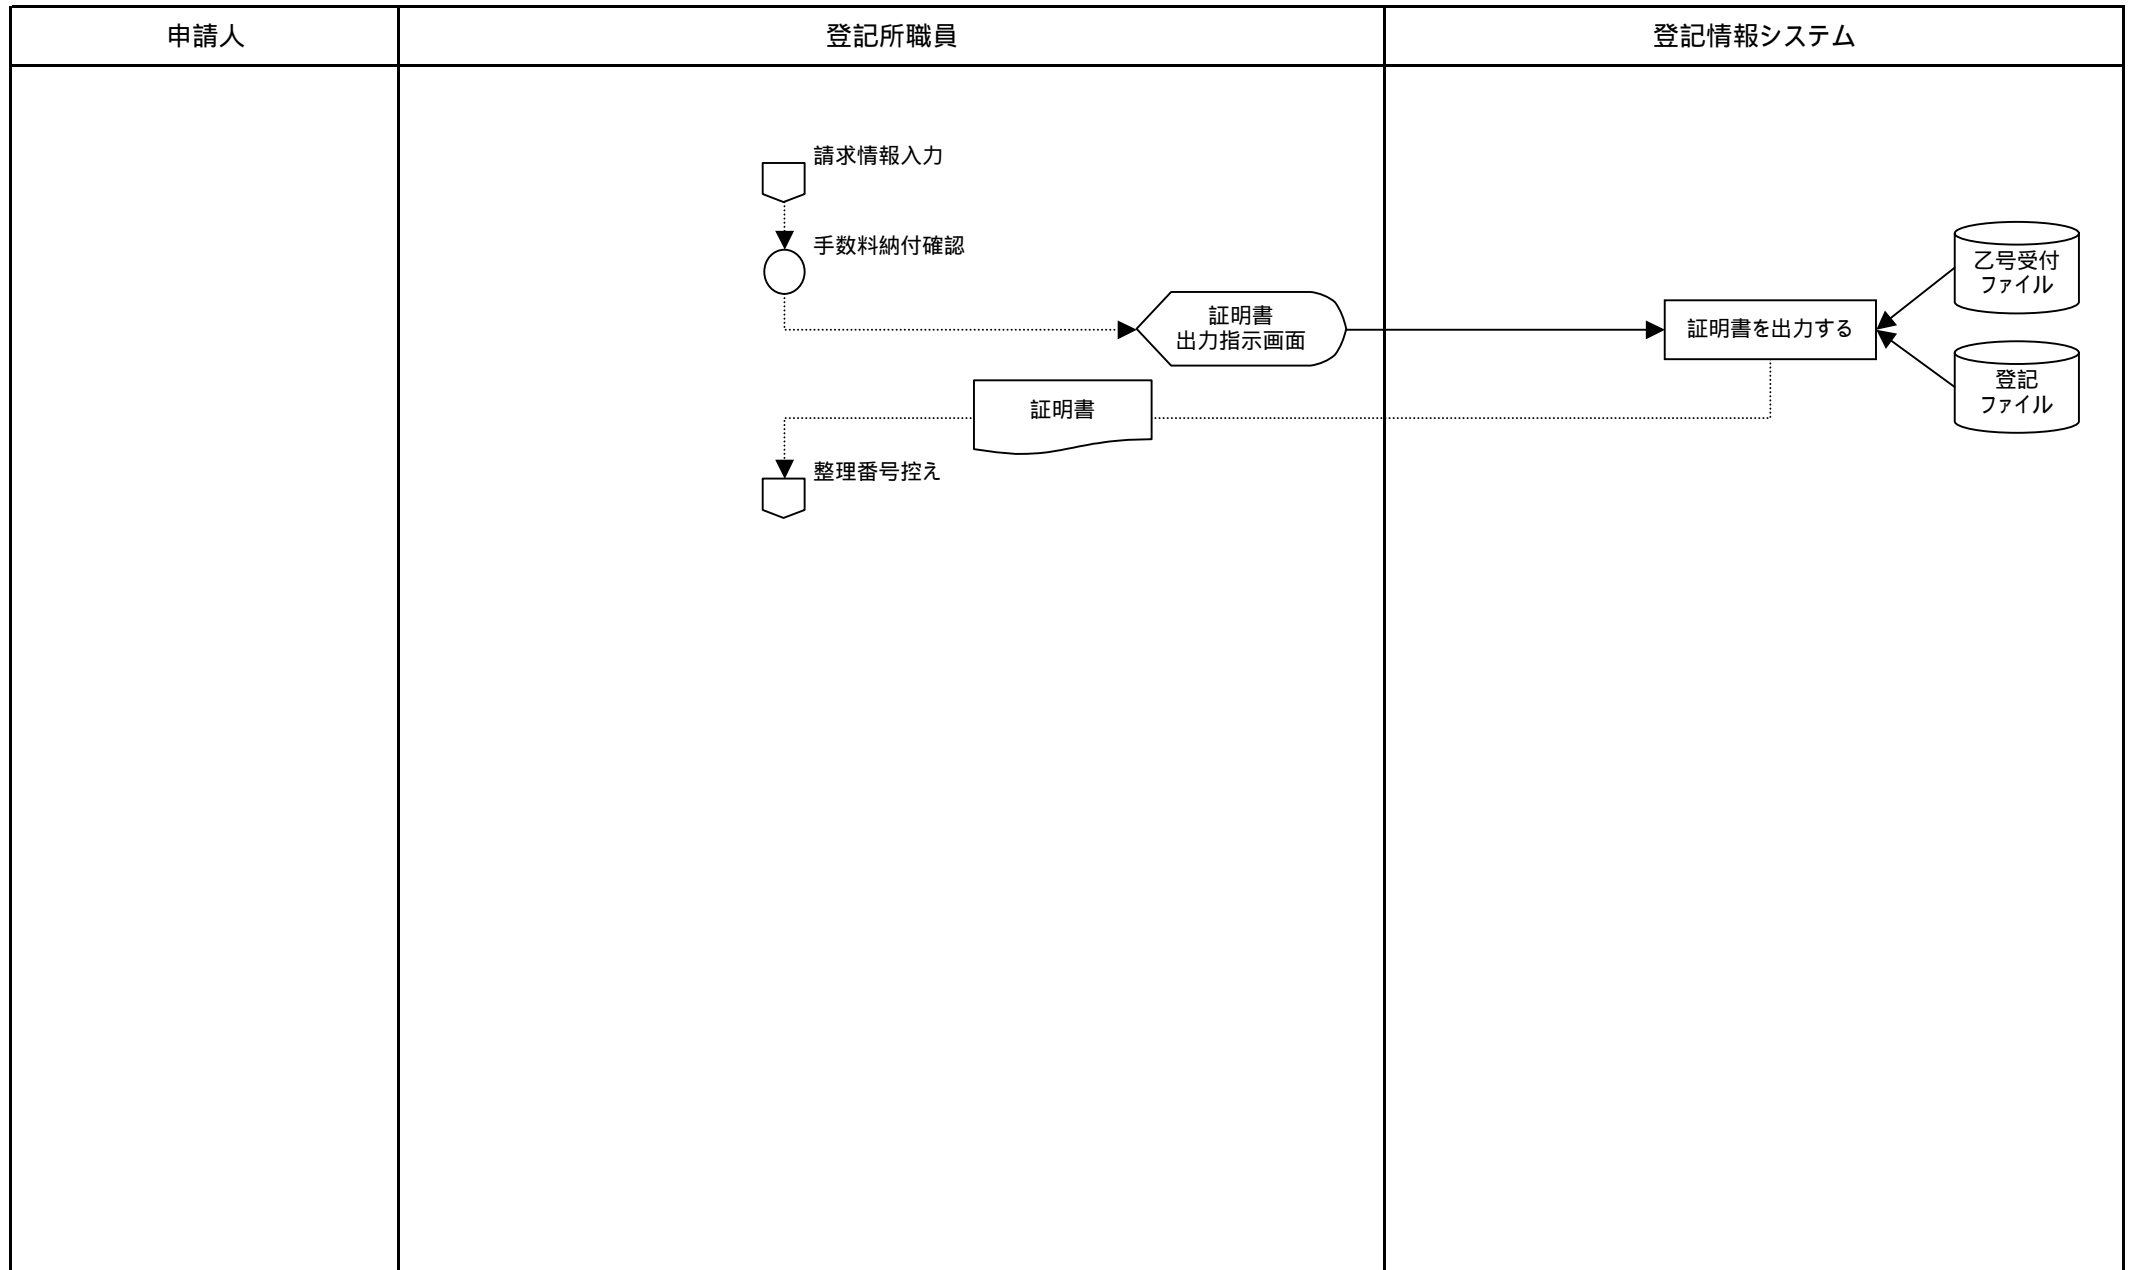 申請人
登記所職員
登記情報システム
請求情報入力
手数料納付確認
乙号受付
ファイル
証明書
出力指示画面
証明書を出力する
登記
ファイル
証明書
整理番号控え